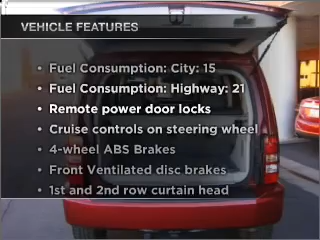 VEHICLE FEATURES
• Fuel Consumption: City: 15
• Fuel Consumption: Highway: 21
• Remote power door locks
• Cruise controls on steering wheel
• 4-wheel ABS Brakes
• Front Ventilated disc brakes
• 1st and 2nd row curtain head